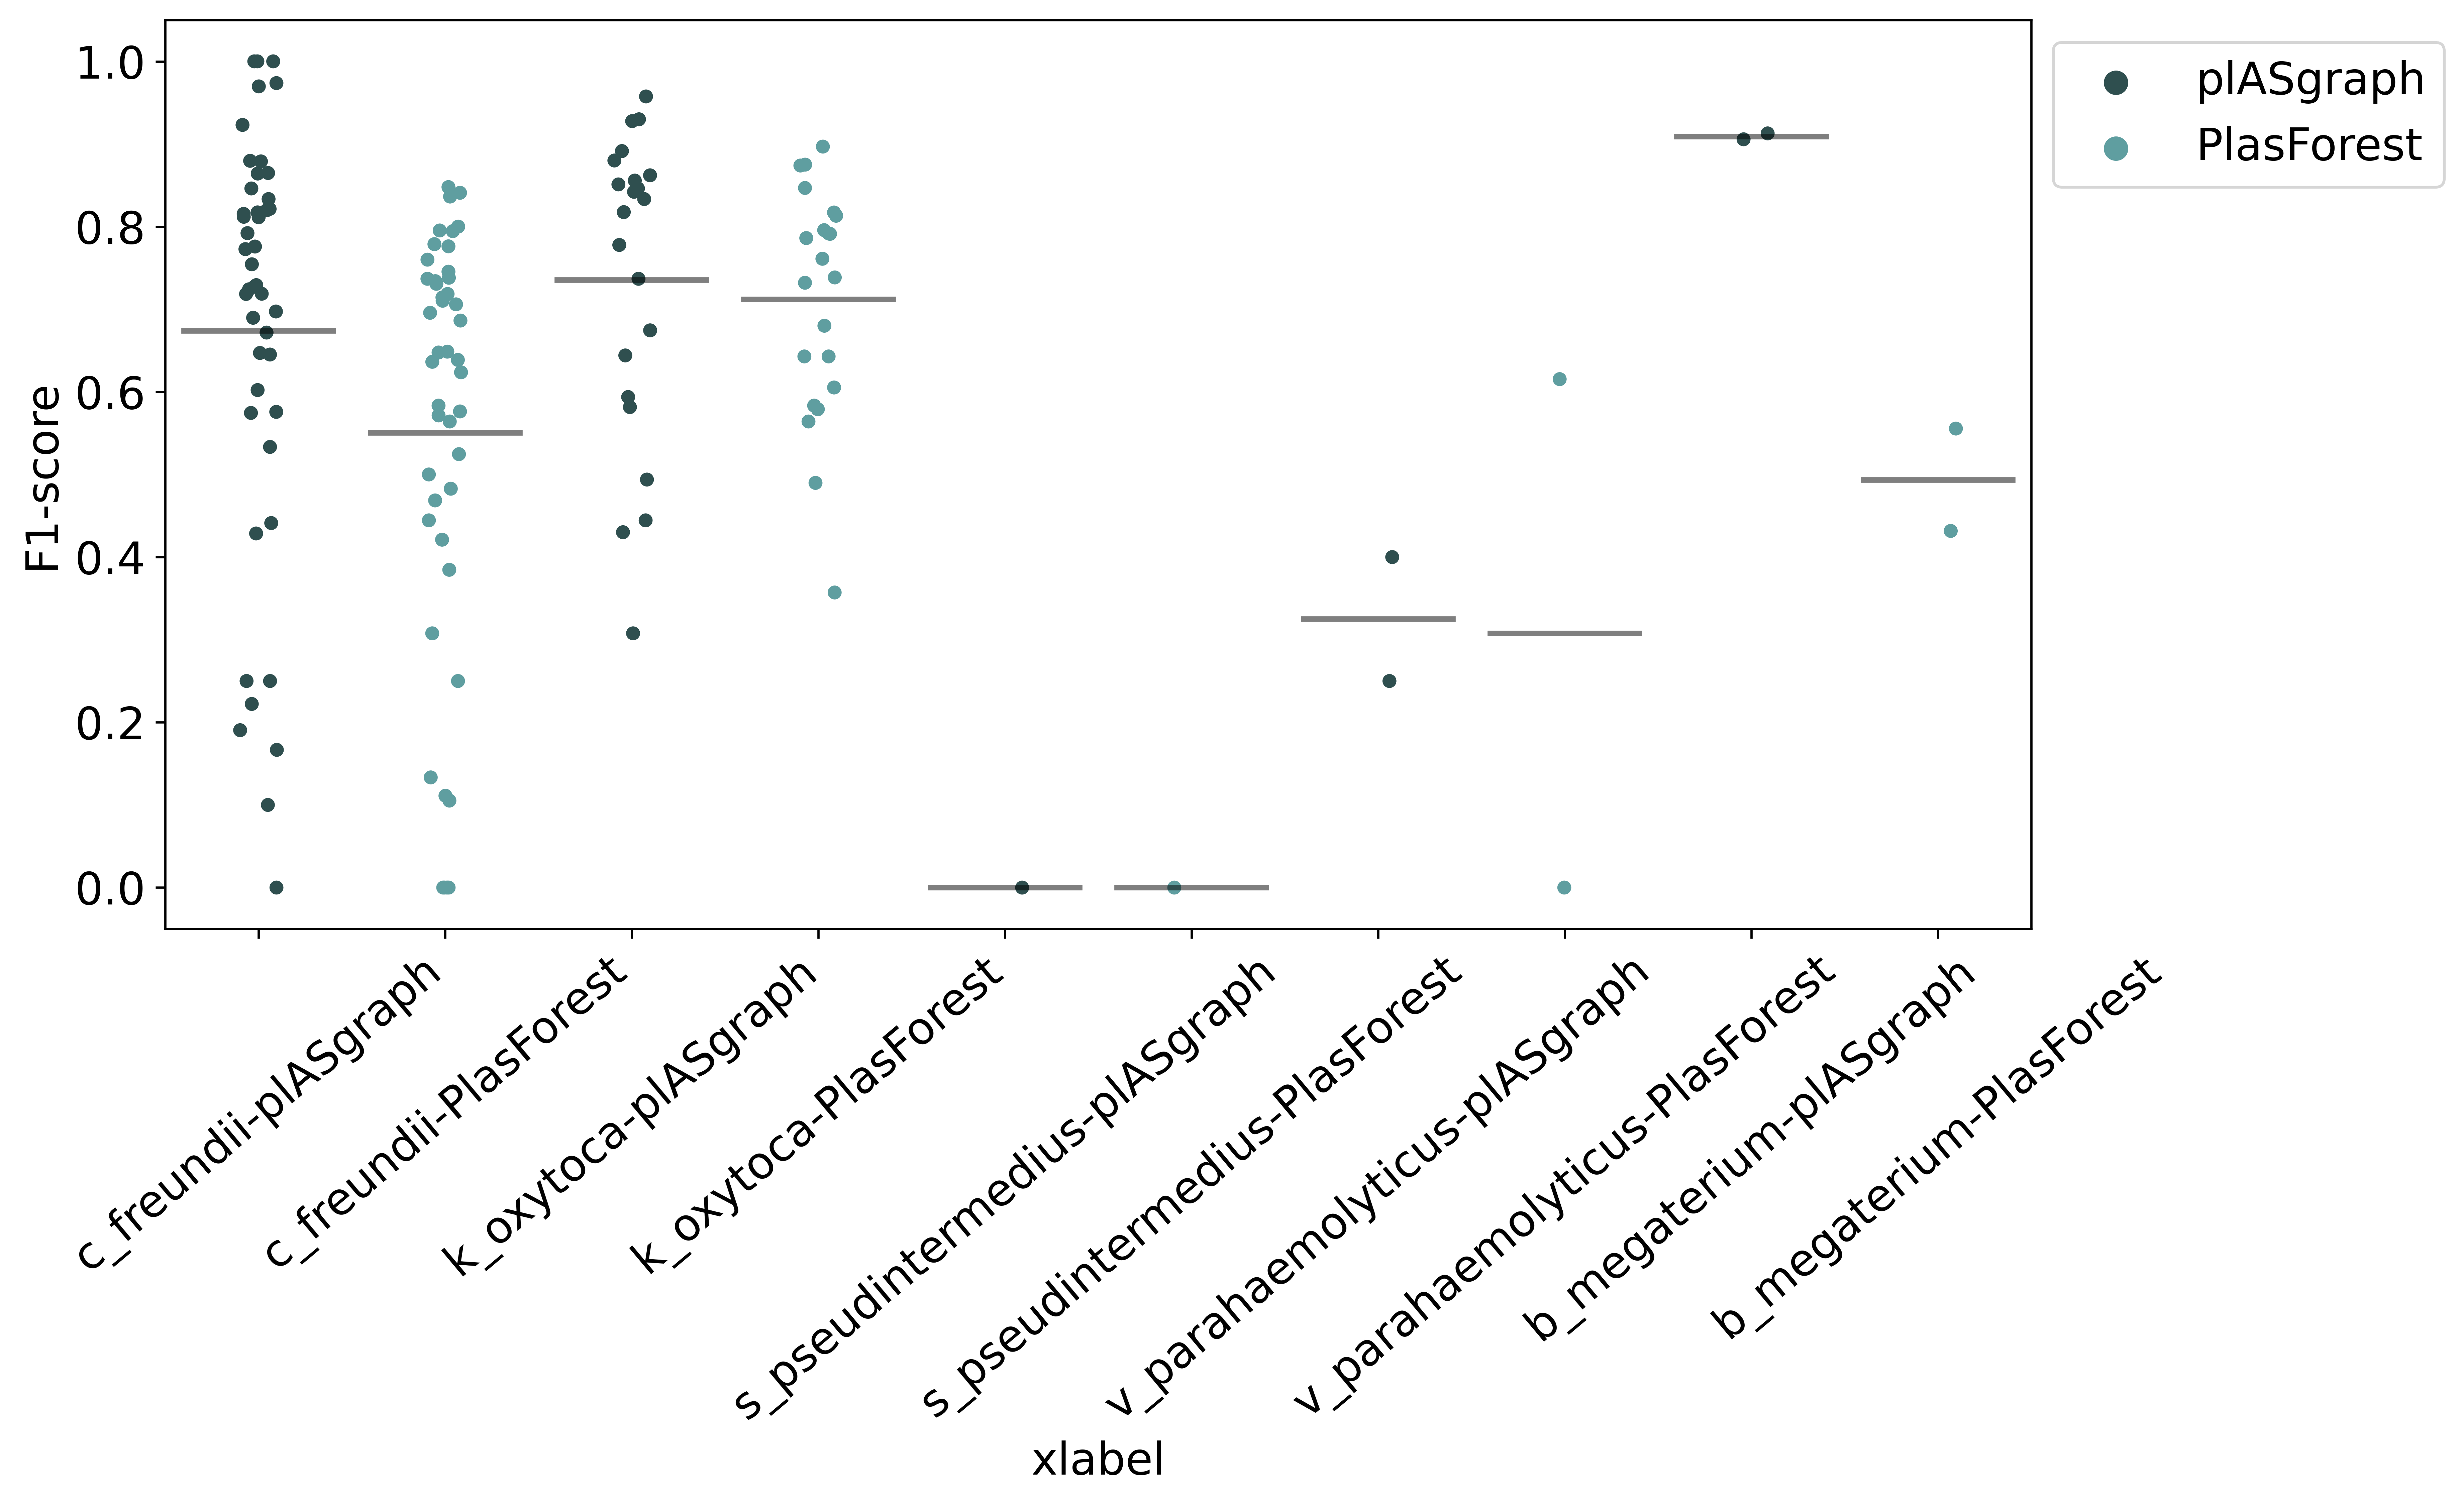 plASgraph
PlasForest
F1-score
1.0
0.8
0.6
0.4
0.2
0.0
c_freundii-plASgraph
c_freundii-PlasForest
k_oxytoca-plASgraph
k_oxytoca-PlasForest
s_pseudintermedius-plASgraph
s_pseudintermedius-PlasForest
v_parahaemolyticus-plASgraph
v_parahaemolyticus-PlasForest
b_megaterium-plASgraph
b_megaterium-PlasForest
xlabel